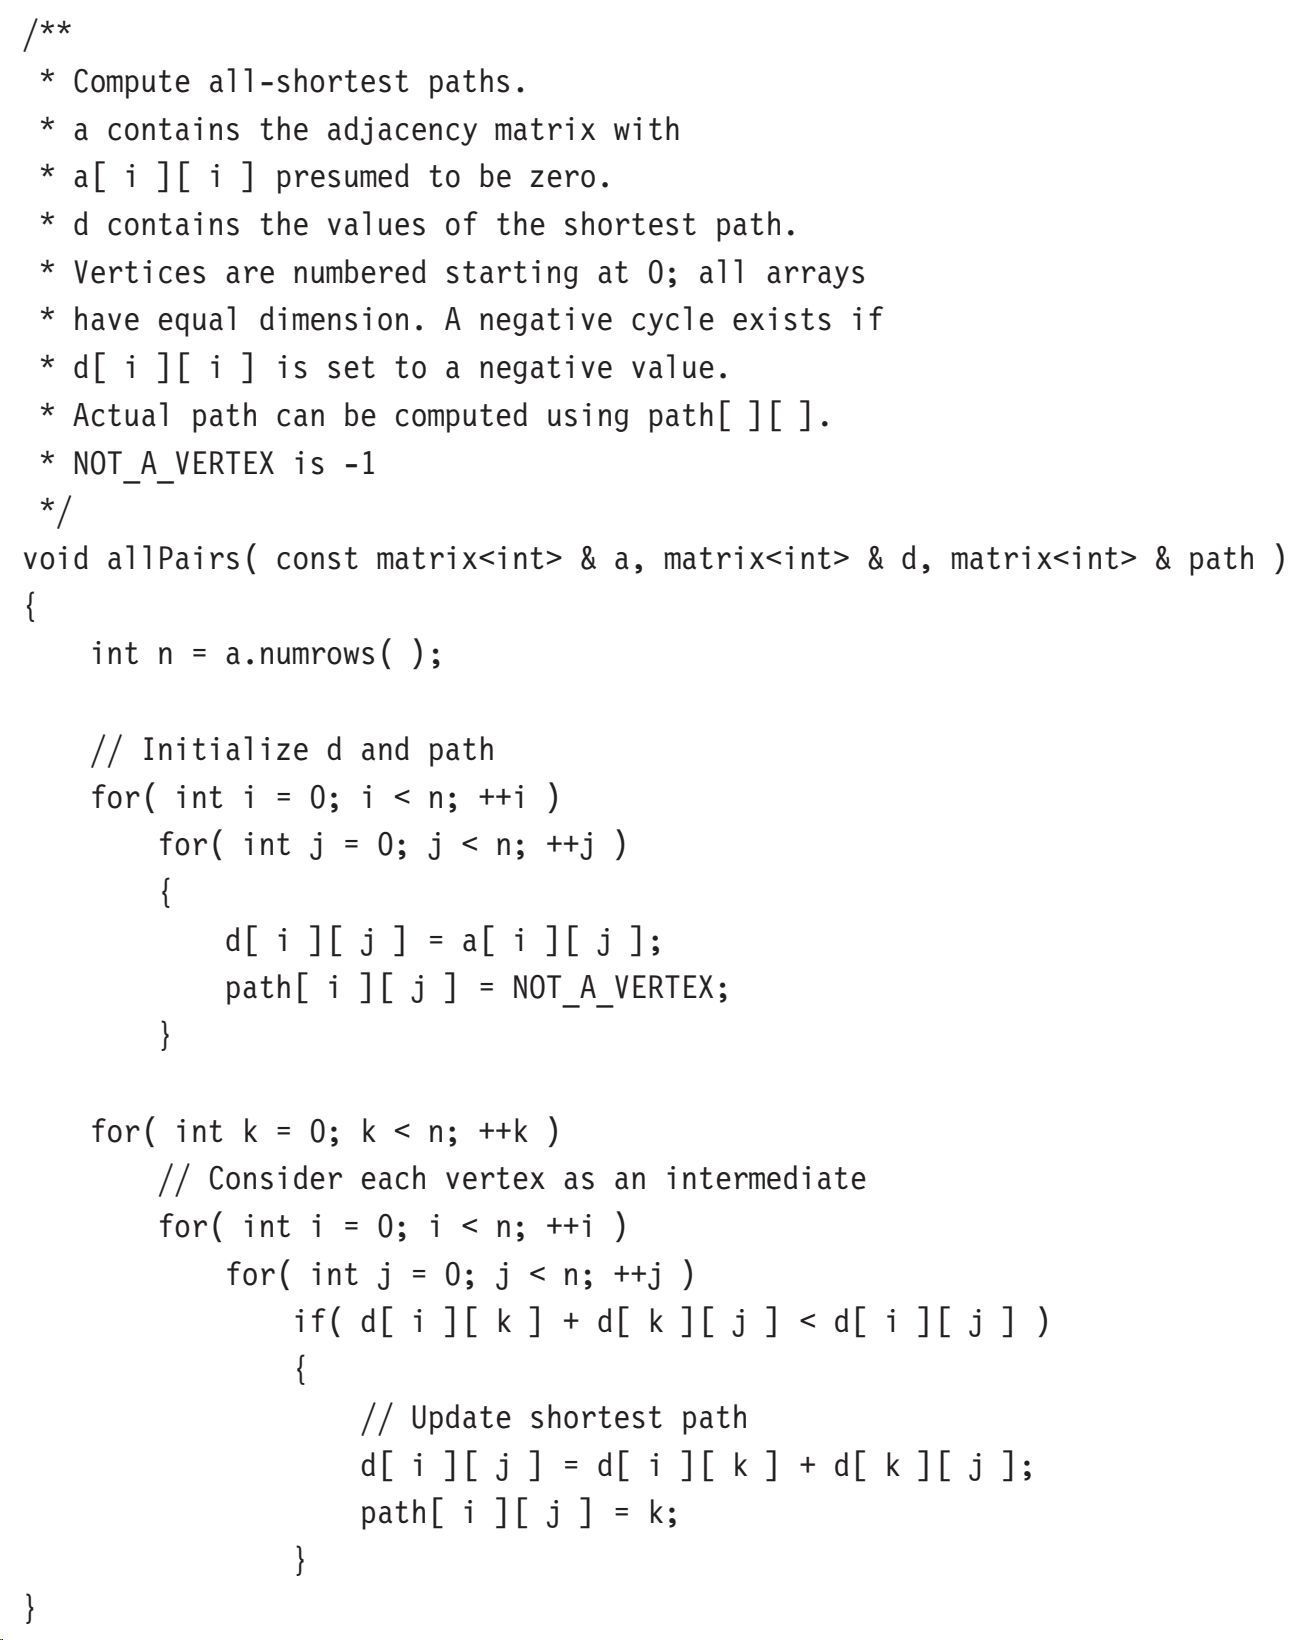 /**
 * Compute all-shortest paths.
 * a contains the adjacency matrix with
 * a[ i ][ i ] presumed to be zero.
 * d contains the values of the shortest path.
 * Vertices are numbered starting at 0; all arrays
 * have equal dimension. A negative cycle exists if
 * d[ i ][ i ] is set to a negative value.
 * Actual path can be computed using path[ ][ ].
 * NOT_A_VERTEX is -1
 */
void allPairs( const matrix<int> & a, matrix<int> & d, matrix<int> & path )
{
    int n = a.numrows( );

    // Initialize d and path
    for( int i = 0; i < n; ++i )
        for( int j = 0; j < n; ++j )
        {
            d[ i ][ j ] = a[ i ][ j ];
            path[ i ][ j ] = NOT_A_VERTEX;
        }

    for( int k = 0; k < n; ++k )
        // Consider each vertex as an intermediate
        for( int i = 0; i < n; ++i )
            for( int j = 0; j < n; ++j )
                if( d[ i ][ k ] + d[ k ][ j ] < d[ i ][ j ] )
                {
                    // Update shortest path
                    d[ i ][ j ] = d[ i ][ k ] + d[ k ][ j ];
                    path[ i ][ j ] = k;
                }
}